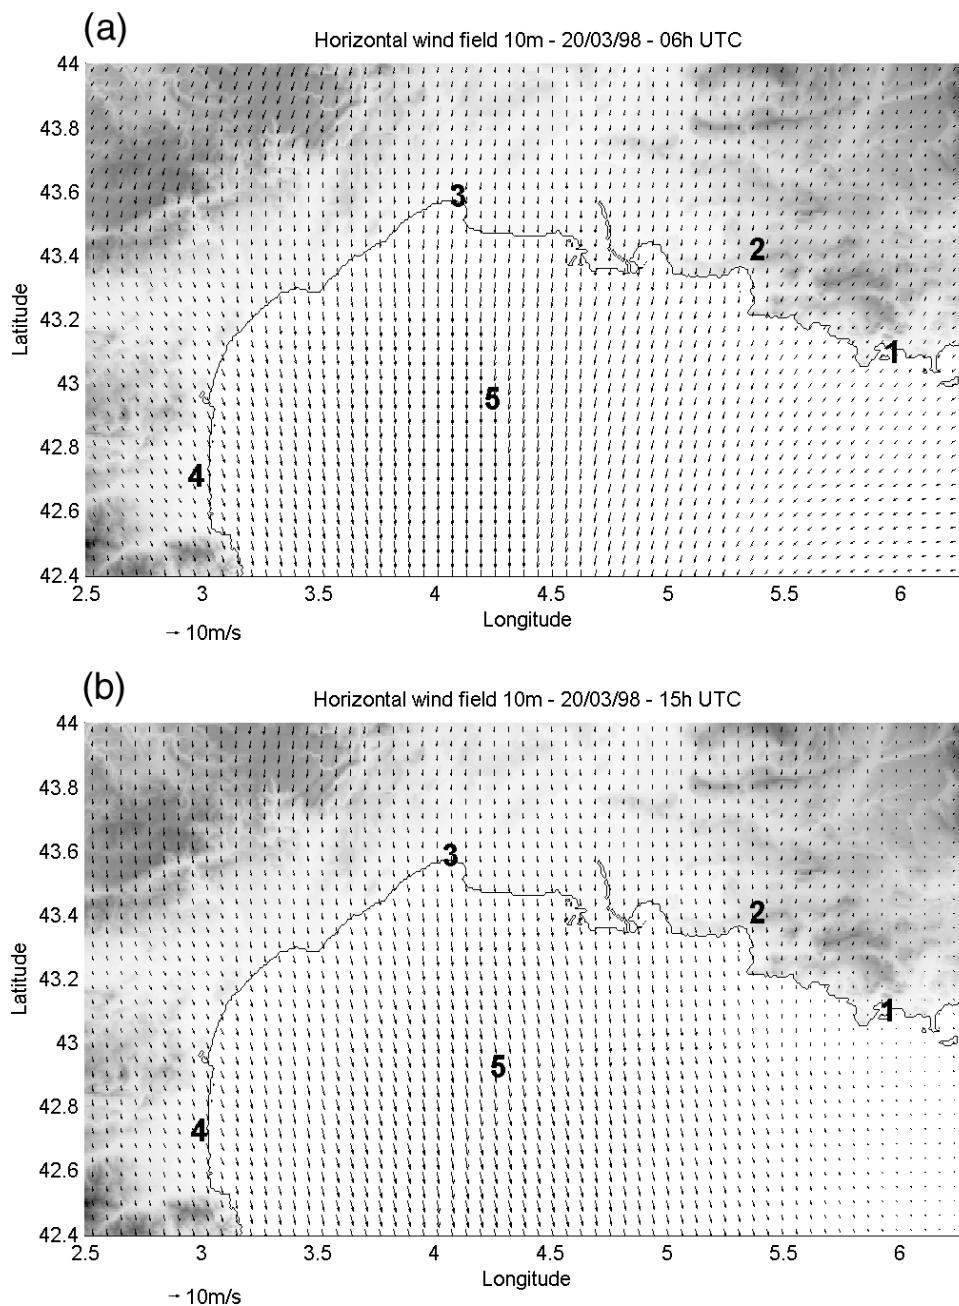 (a)
Horizontal wind field 10m - 20/03/98 - 06h UTC
44
43.8
43.6
43.4
43.2
43
42.8
42.6
42.4
Latitude
3
2
1
5
4
2.5 3 3.5 4 4.5 5 5.5 6
Longitude
→ 10m/s
(b)
Horizontal wind field 10m - 20/03/98 - 15h UTC
44
43.8
43.6
43.4
43.2
43
42.8
42.6
42.4
Latitude
3
2
1
5
4
2.5 3 3.5 4 4.5 5 5.5 6
Longitude
→ 10m/s